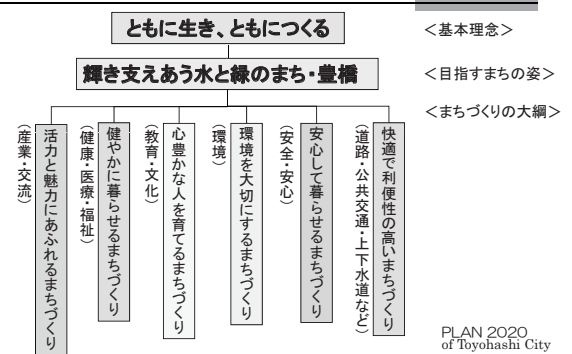 ともに生き、ともにつくる
＜基本理念＞
輝き支えあう水と緑のまち・豊橋
＜目指すまちの姿＞
＜まちづくりの大綱＞
活力と魅力にあふれるまちづくり
（産業・交流）
健やかに暮らせるまちづくり
（健康・医療・福祉）
心豊かな人を育てるまちづくり
（教育・文化）
環境を大切にするまちづくり
（環境）
安心して暮らせるまちづくり
（安全・安心）
快適で利便性の高いまちづくり
（道路・公共交通・上下水道など）
PLAN 2020
of Toyohashi City